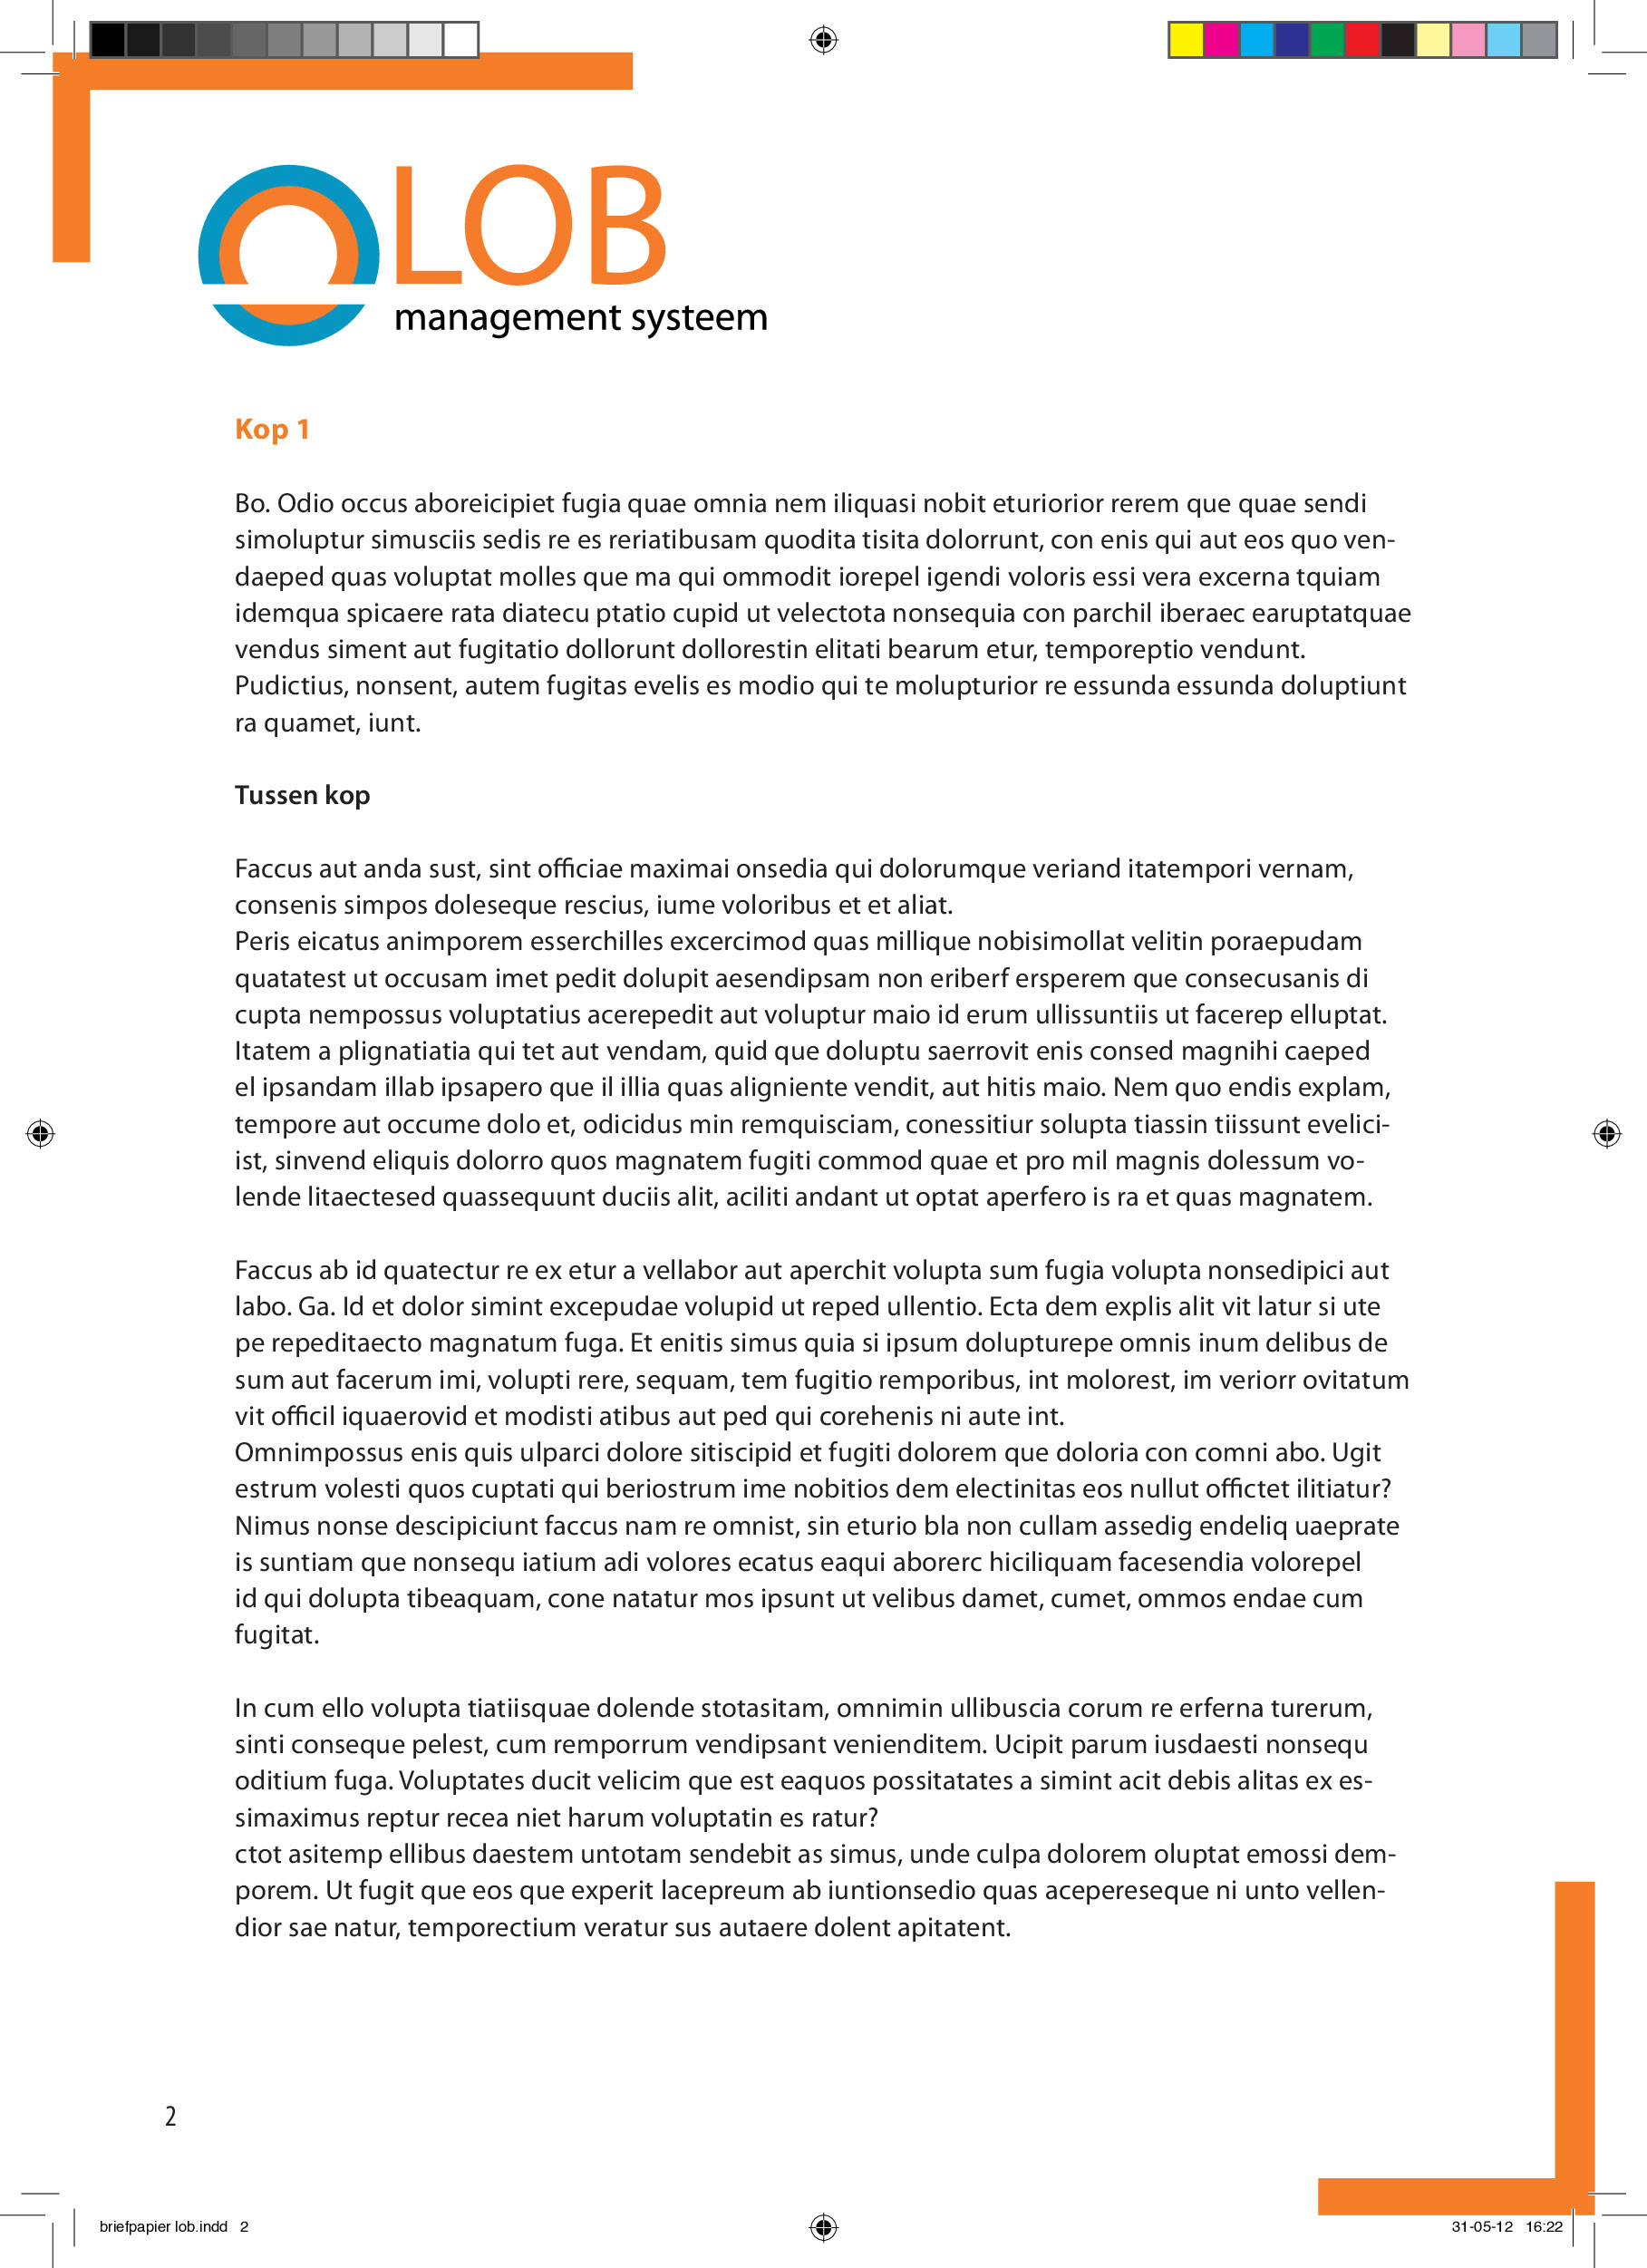 LOB
management systeem
Kop 1
Bo. Odio occus aboreicipiet fugia quae omnia nem iliquasi nobit eturiorior rerem que quae sendi
simoluptur simusciis sedis re es reriatibusam quodita tisita dolorrunt, con enis qui aut eos quo ven-
daeped quas voluptat molles que ma qui ommodit iorepel igendi voloris essi vera excerna tquiam
idemqua spicaere rata diatecu ptatio cupid ut velectota nonsequia con parchil iberaec earuptatquae
vendus siment aut fugitatio dollorunt dollorestin elitati bearum etur, temporeptio vendunt.
Pudictius, nonsent, autem fugitas evelis es modio qui te molupturior re essunda essunda doluptiunt
ra quamet, iunt.
Tussen kop
Faccus aut anda sust, sint officiae maximai onsedia qui dolorumque veriand itatempori vernam,
consenis simpos doleseque rescius, iume voloribus et et aliat.
Peris eicatus animporem esserchilles excercimod quas millique nobisimollat velitin poraepudam
quatatest ut occusam imet pedit dolupit aesendipsam non eriberf ersperem que consecusanis di
cupta nempossus voluptatius acerepedit aut voluptur maio id erum ullissuntiis ut facerep elluptat.
Itatem a plignatiatia qui tet aut vendam, quid que doluptu saerrovit enis consed magnihi caeped
el ipsandam illab ipsapero que il illia quas aligniente vendit, aut hitis maio. Nem quo endis explam,
tempore aut occume dolo et, odicidus min remquisciam, conessitiur solupta tiassin tiissunt evelici-
ist, sinvend eliquis dolorro quos magnatem fugiti commod quae et pro mil magnis dolessum vo-
lende litaectesed quassequunt duciis alit, aciliti andant ut optat aperfero is ra et quas magnatem.
Faccus ab id quatectur re ex etur a vellabor aut aperchit volupta sum fugia volupta nonsedipici aut
labo. Ga. Id et dolor simint excepudae volupid ut reped ullentio. Ecta dem explis alit vit latur si ute
pe repeditaecto magnatum fuga. Et enitis simus quia si ipsum dolupturepe omnis inum delibus de
sum aut facerum imi, volupti rere, sequam, tem fugitio remporibus, int molorest, im veriorr ovitatum
vit officil iquaerovid et modisti atibus aut ped qui corehenis ni aute int.
Omnimpossus enis quis ulparci dolore sitiscipid et fugiti dolorem que doloria con comni abo. Ugit
estrum volesti quos cuptati qui beriostrum ime nobitios dem electinitas eos nullut offictet ilitiatur?
Nimus nonse descipiciunt faccus nam re omnist, sin eturio bla non cullam assedig endeliq uaeprate
is suntiam que nonsequ iatium adi volores ecatus eaqui aborerc hiciliquam facesendia volorepel
id qui dolupta tibeaquam, cone natatur mos ipsunt ut velibus damet, cumet, ommos endae cum
fugitat.
In cum ello volupta tiatiisquae dolende stotasitam, omnimin ullibuscia corum re erferna turerum,
sinti conseque pelest, cum remporrum vendipsant venienditem. Ucipit parum iusdaesti nonsequ
oditium fuga. Voluptates ducit velicim que est eaquos possitatates a simint acit debis alitas ex es-
simaximus reptur recea niet harum voluptatin es ratur?
ctot asitemp ellibus daestem untotam sendebit as simus, unde culpa dolorem oluptat emossi dem-
porem. Ut fugit que eos que experit lacepreum ab iuntionsedio quas acepereseque ni unto vellen-
dior sae natur, temporectium veratur sus autaere dolent apitatent.
2
briefpapier lob.indd 2
31-05-12 16:22